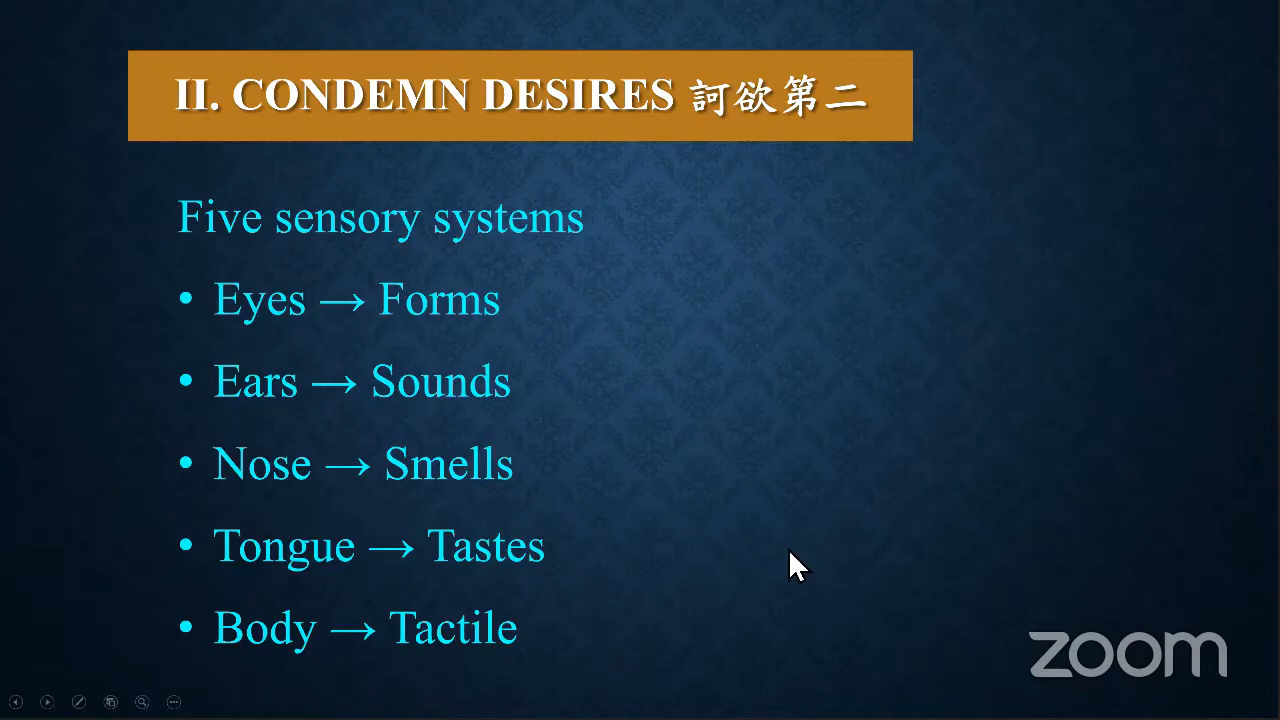 II. CONDEMN DESIRES 訶欲第二
Five sensory systems
• Eyes → Forms
• Ears → Sounds
• Nose → Smells
• Tongue → Tastes
• Body → Tactile
zoom